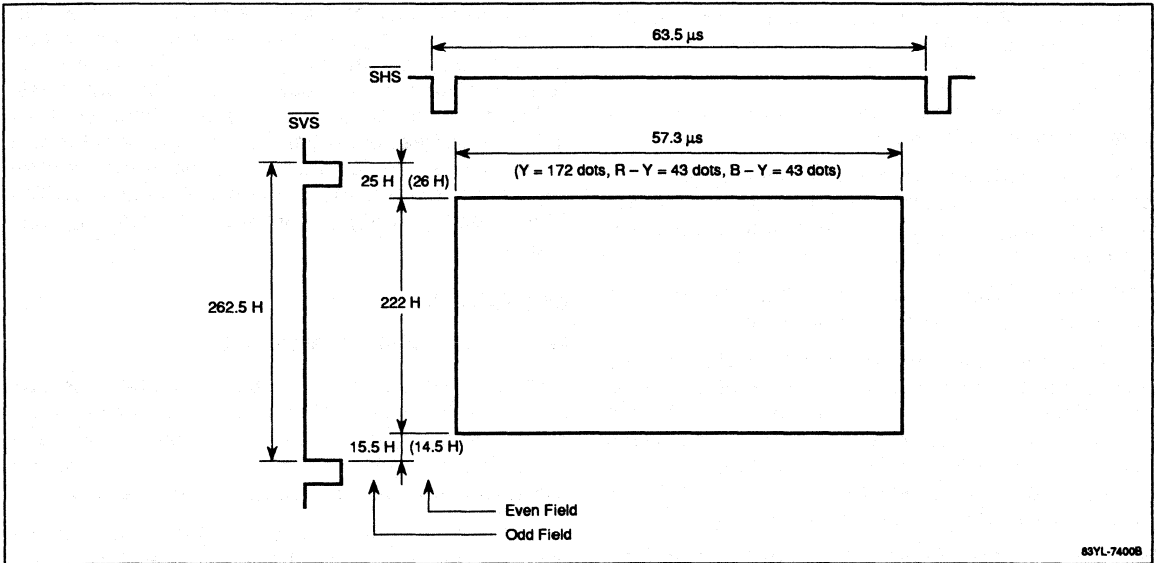 63.5 μs
SHS
SVS
57.3 μs
(Y = 172 dots, R – Y = 43 dots, B – Y = 43 dots)
25 H (26 H)
262.5 H
222 H
15.5 H (14.5 H)
Even Field
Odd Field
83YL-7400B